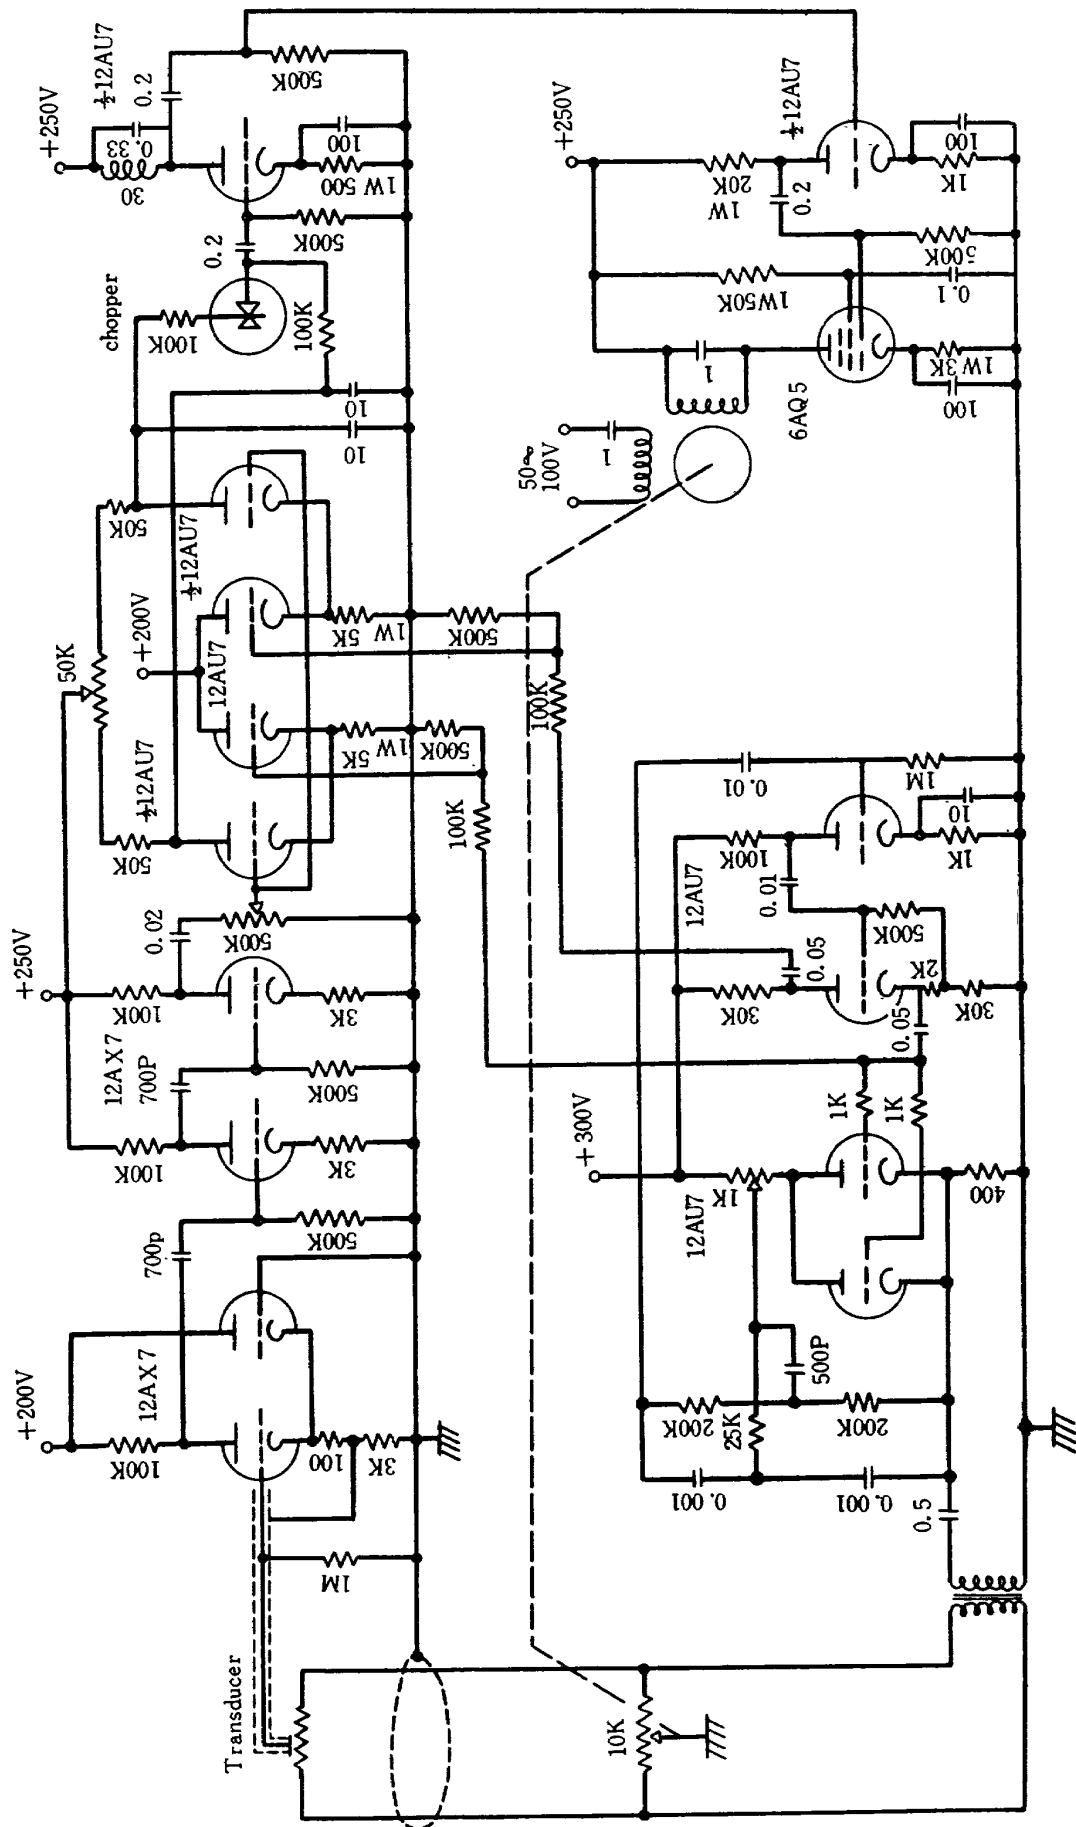 Transducer
1M
+200V
100K
12AX7
100
3K
700p
500K
+250V
100K
3K
12AX7
700P
500K
100K
3K
0.02
500K
50K
½12AU7
50K
+200V
12AU7
5K
1W
500K
100K
5K
1W
500K
100K
½12AU7
50K
10
10
chopper
100K
100K
0.2
500K
+250V
30
0.33
½12AU7
0.2
500
1W
100
500K
10K
0.5
0.001
0.001
25K
200K
200K
500P
+300V
12AU7
1K
1K
1K
400
30K
0.05
0.05
2K
30K
500K
12AU7
100K
0.01
0.01
1K
10
1M
50∿
100V
1
1
6AQ5
100
1W3K
+250V
1W50K
0.1
20K
1W
0.2
500K
½12AU7
1K
100